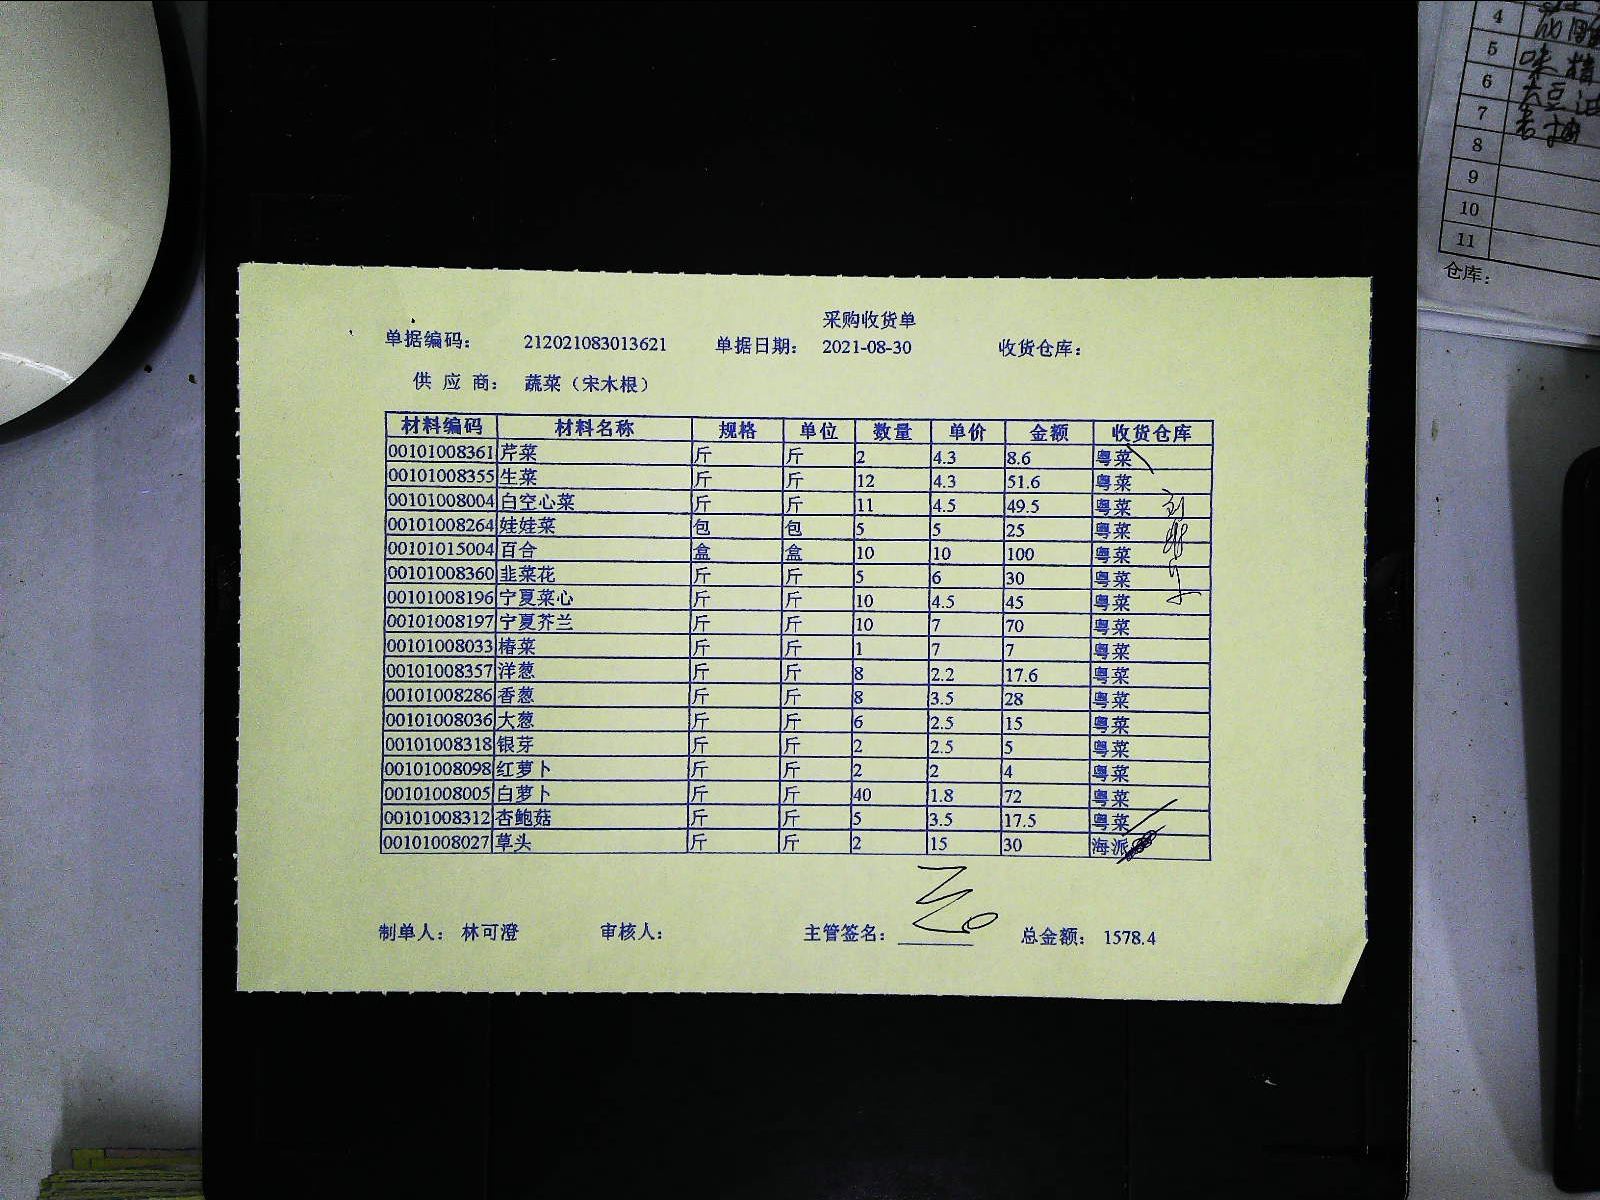 采购收货单
单据编码: 212021083013621 单据日期: 2021-08-30 收货仓库:
供应商: 蔬菜（宋木根）
材料编码 材料名称 规格 单位 数量 单价 金额 收货仓库
00101008361 芹菜 斤 斤 2 4.3 8.6 粤菜
00101008355 生菜 斤 斤 12 4.3 51.6 粤菜
00101008004 白空心菜 斤 斤 11 4.5 49.5 粤菜
00101008264 娃娃菜 包 包 5 5 25 粤菜
00101015004 百合 盒 盒 10 10 100 粤菜
00101008360 韭菜花 斤 斤 5 6 30 粤菜
00101008196 宁夏菜心 斤 斤 10 4.5 45 粤菜
00101008197 宁夏芥兰 斤 斤 10 7 70 粤菜
00101008033 椿菜 斤 斤 1 7 7 粤菜
00101008357 洋葱 斤 斤 8 2.2 17.6 粤菜
00101008286 香葱 斤 斤 8 3.5 28 粤菜
00101008036 大葱 斤 斤 6 2.5 15 粤菜
00101008318 银芽 斤 斤 2 2.5 5 粤菜
00101008098 红萝卜 斤 斤 2 2 4 粤菜
00101008005 白萝卜 斤 斤 40 1.8 72 粤菜
00101008312 杏鲍菇 斤 斤 5 3.5 17.5 粤菜
00101008027 草头 斤 斤 2 15 30 海派
制单人: 林可澄 审核人: 主管签名: 总金额: 1578.4
4
5 味精
6 大豆油
7 老抽
8
9
10
11
仓库: